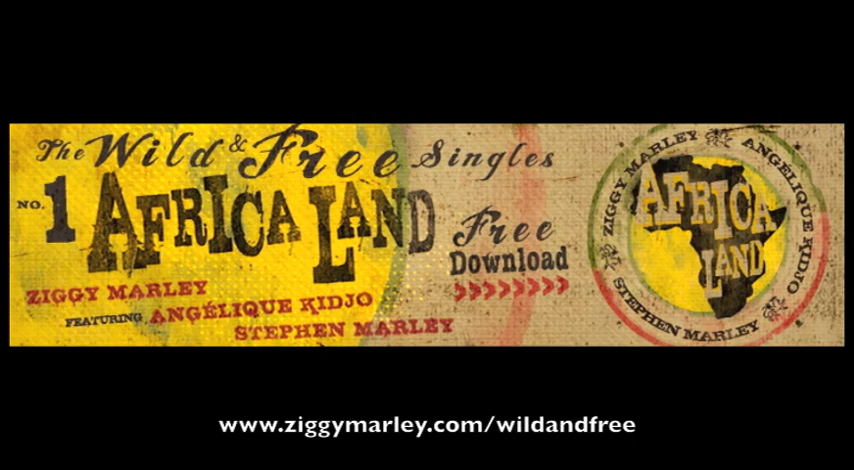 The Wild & Free Singles
NO. 1 AFRICA LAND
Free
Download
>>>>>>>>
ZIGGY MARLEY
FEATURING ANGÉLIQUE KIDJO
STEPHEN MARLEY
ZIGGY MARLEY
ANGÉLIQUE KIDJO
STEPHEN MARLEY
AFRICA
LAND
www.ziggymarley.com/wildandfree